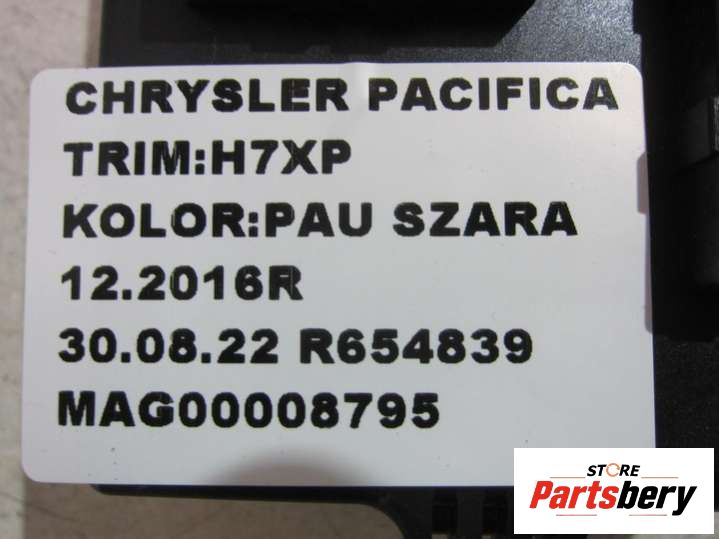 CHRYSLER PACIFICA
TRIM:H7XP
KOLOR:PAU SZARA
12.2016R
30.08.22 R654839
MAG00008795
STORE
Partsbery